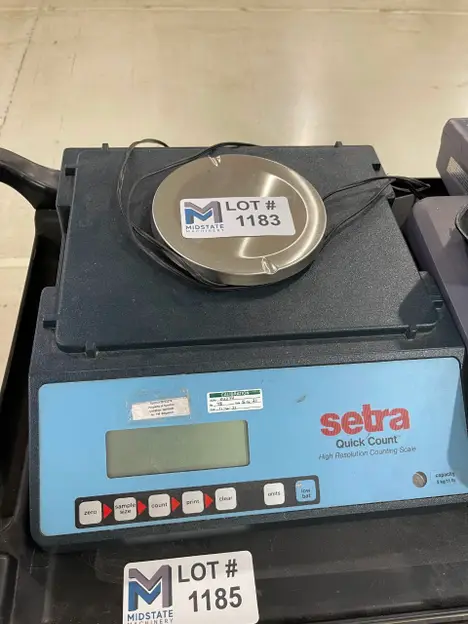 LOT #
1183
MIDSTATE
MACHINERY
CALIBRATION
setra
Quick Count
High Resolution Counting Scale
capacity
zero
sample
size
count
print
clear
units
low
bat
LOT #
1185
MIDSTATE
MACHINERY